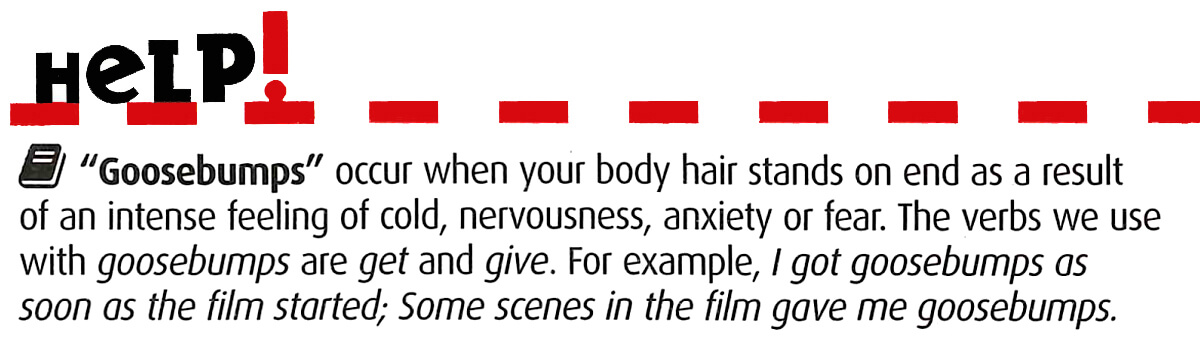 HeLP!
“Goosebumps” occur when your body hair stands on end as a result
of an intense feeling of cold, nervousness, anxiety or fear. The verbs we use
with goosebumps are get and give. For example, I got goosebumps as
soon as the film started; Some scenes in the film gave me goosebumps.